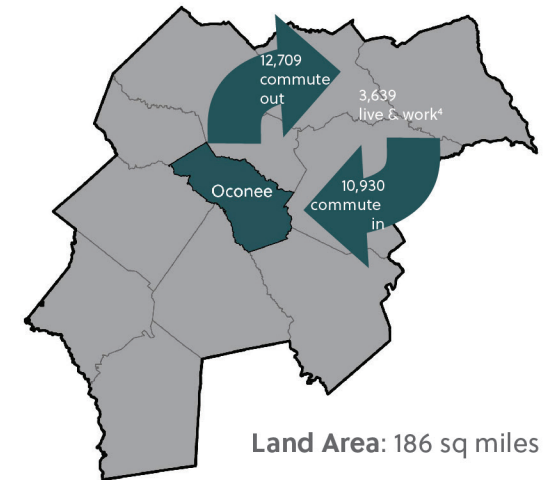 12,709
commute
out
3,639
live & work⁴
Oconee
10,930
commute
in
Land Area: 186 sq miles